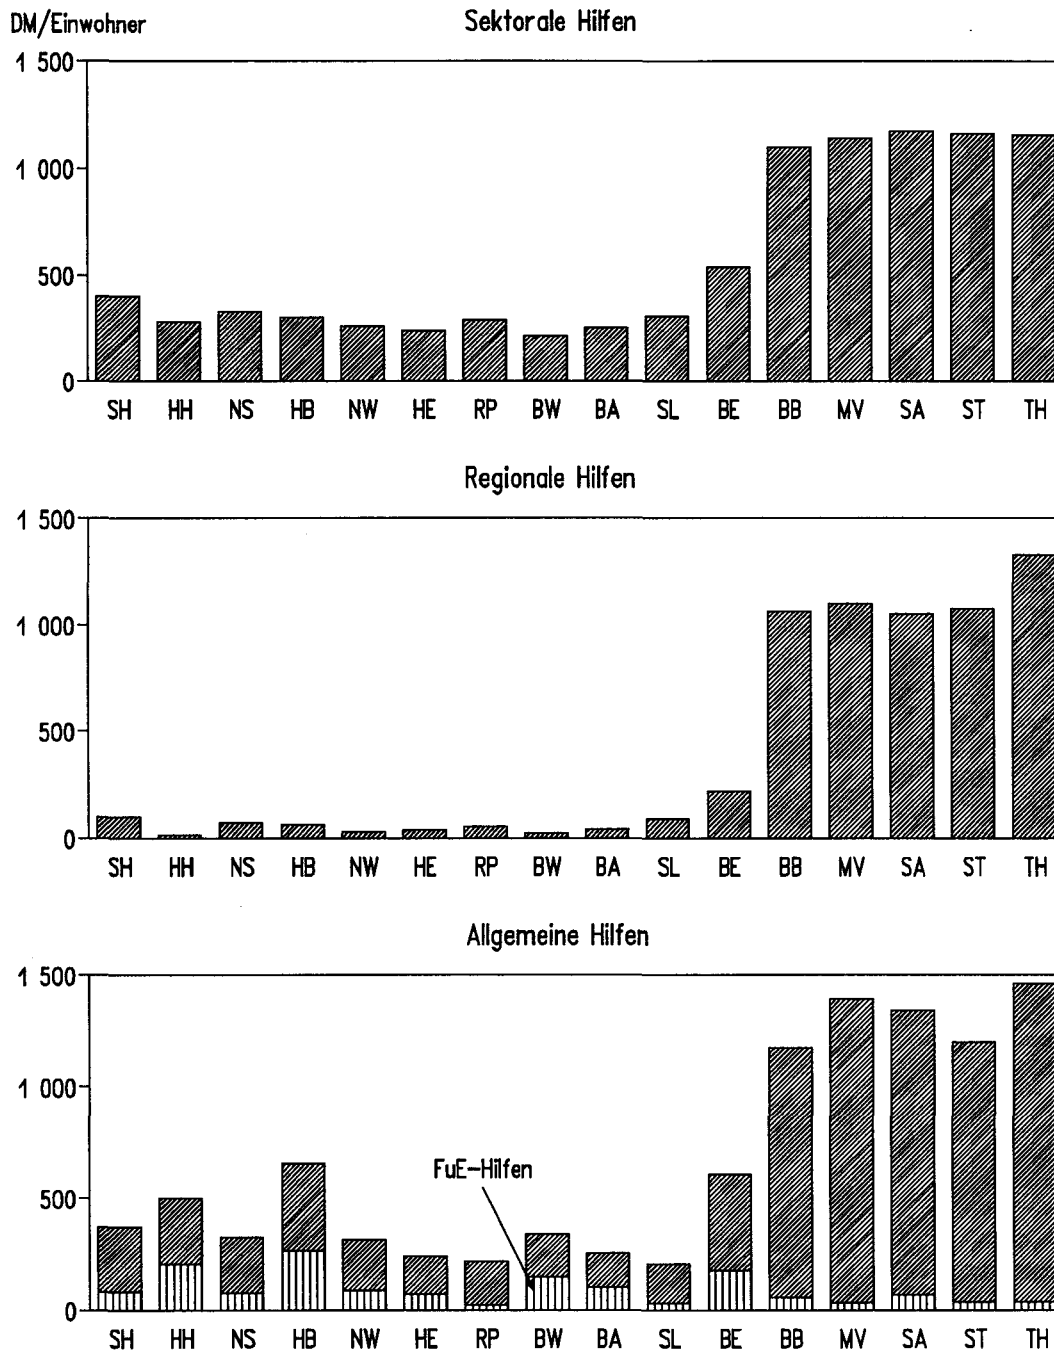 DM/Einwohner
Sektorale Hilfen
1 500
1 000
500
0
SH HH NS HB NW HE RP BW BA SL BE BB MV SA ST TH
Regionale Hilfen
1 500
1 000
500
0
SH HH NS HB NW HE RP BW BA SL BE BB MV SA ST TH
Allgemeine Hilfen
1 500
1 000
FuE-Hilfen
500
0
SH HH NS HB NW HE RP BW BA SL BE BB MV SA ST TH